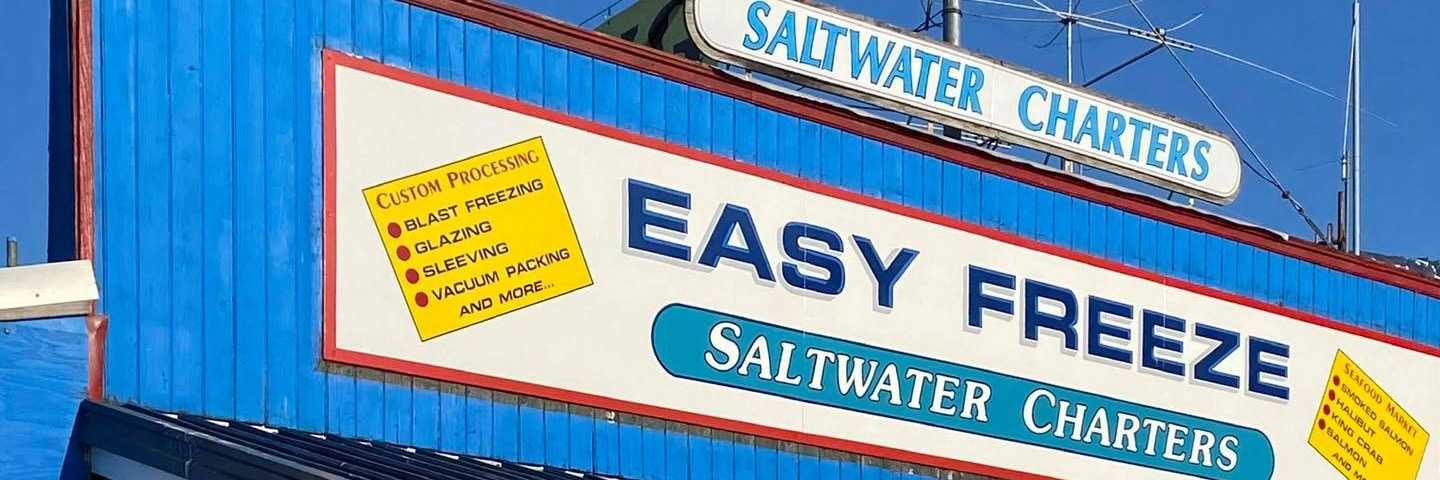 SALTWATER CHARTERS
CUSTOM PROCESSING
BLAST FREEZING
GLAZING
SLEEVING
VACUUM PACKING
AND MORE...
EASY FREEZE
SALTWATER CHARTERS
SEAFOOD MARKET
SMOKED SALMON
HALIBUT
KING CRAB
SALMON
AND